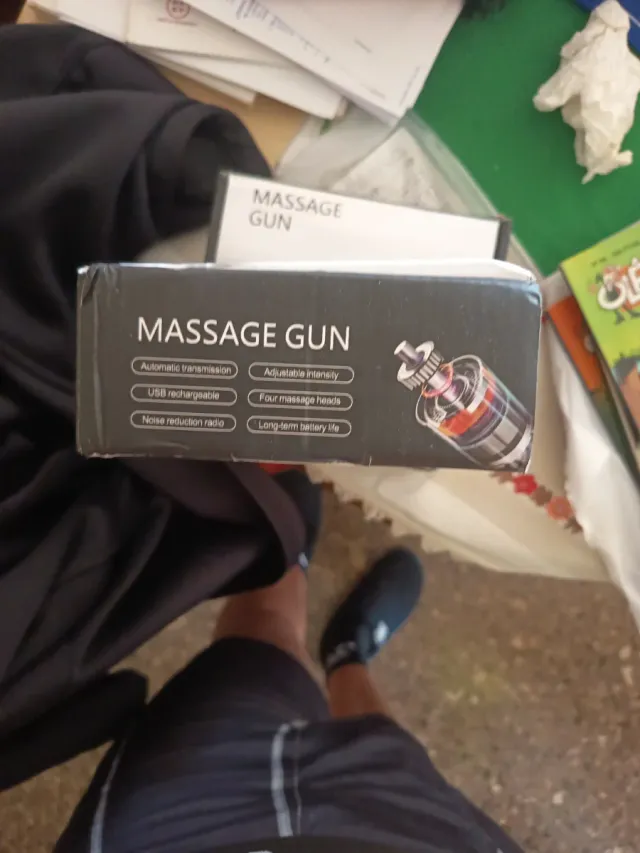 MASSAGE
GUN
MASSAGE GUN
Automatic transmission
Adjustable intensity
USB rechargeable
Four massage heads
Noise reduction radio
Long-term battery life